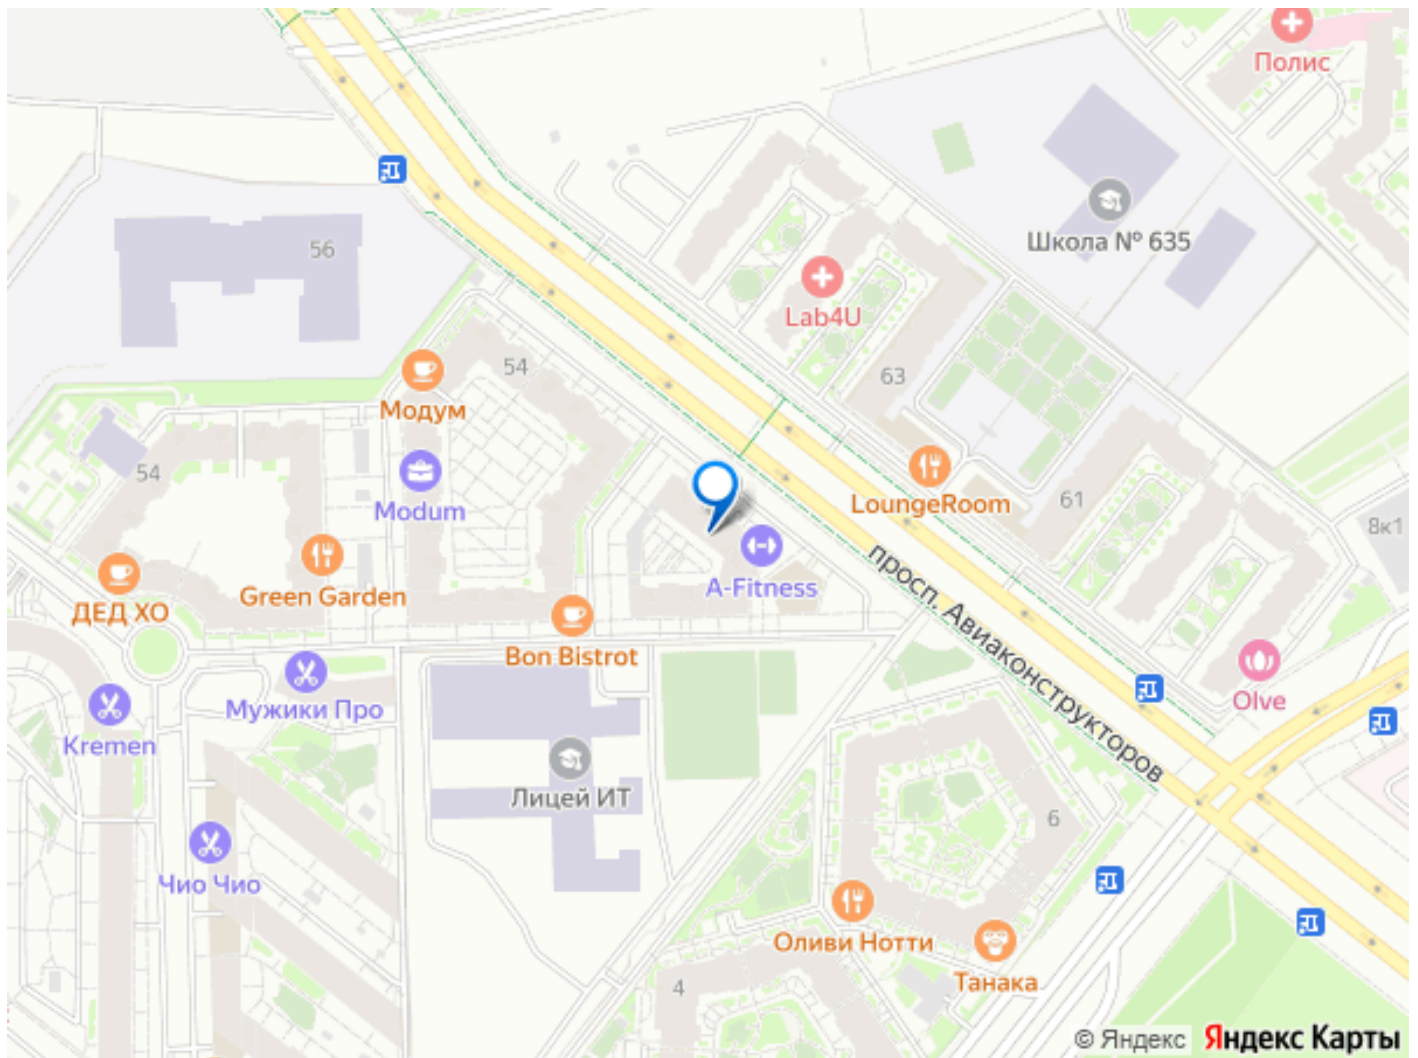 Полис
Школа № 635
56
Lab4U
54
63
Модум
LoungeRoom
54
61
Modum
8к1
просп. Авиаконструкторов
A-Fitness
Green Garden
ДЕД ХО
Bon Bistrot
Olve
Мужики Про
Kremen
Лицей ИТ
6
Чио Чио
Оливи Нотти
Танака
4
© Яндекс Яндекс Карты